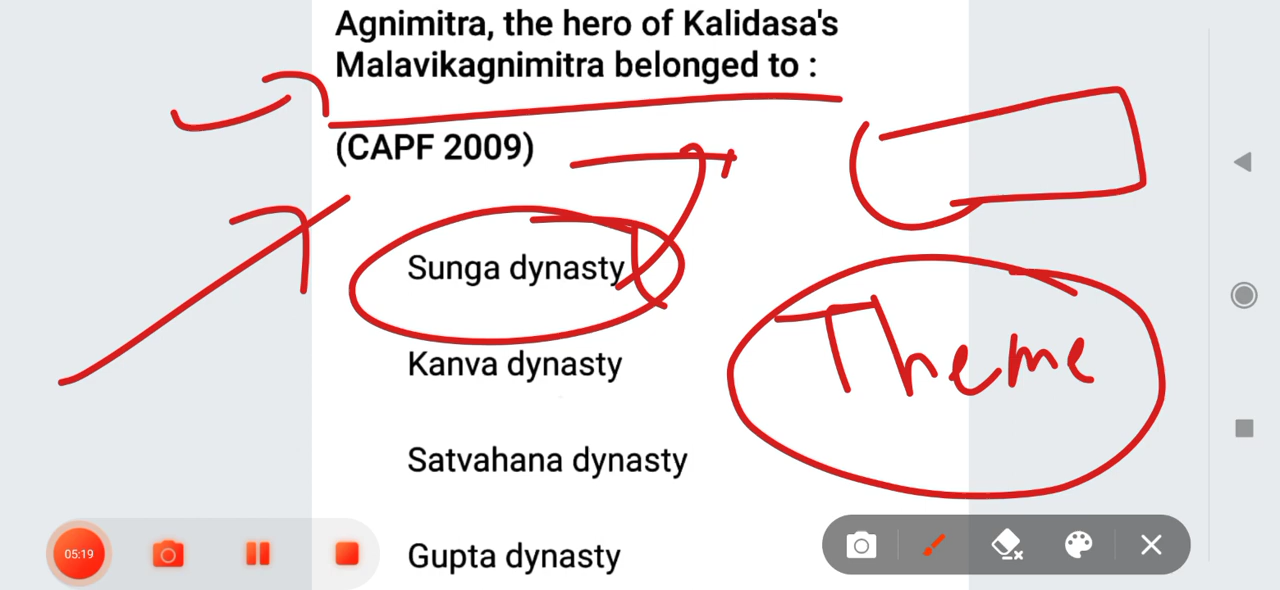 Agnimitra, the hero of Kalidasa's
Malavikagnimitra belonged to :
(CAPF 2009)
Sunga dynasty
Kanva dynasty
Theme
Satvahana dynasty
Gupta dynasty
05:19